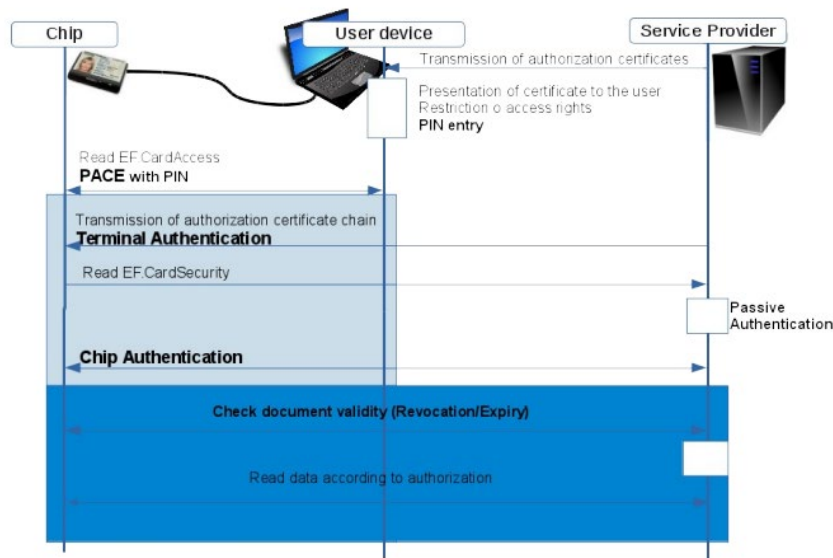 Chip
User device
Service Provider
Transmission of authorization certificates
Presentation of certificate to the user
Restriction o access rights
PIN entry
Read EF.CardAccess
PACE with PIN
Transmission of authorization certificate chain
Terminal Authentication
Read EF.CardSecurity
Passive
Authentication
Chip Authentication
Check document validity (Revocation/Expiry)
Read data according to authorization